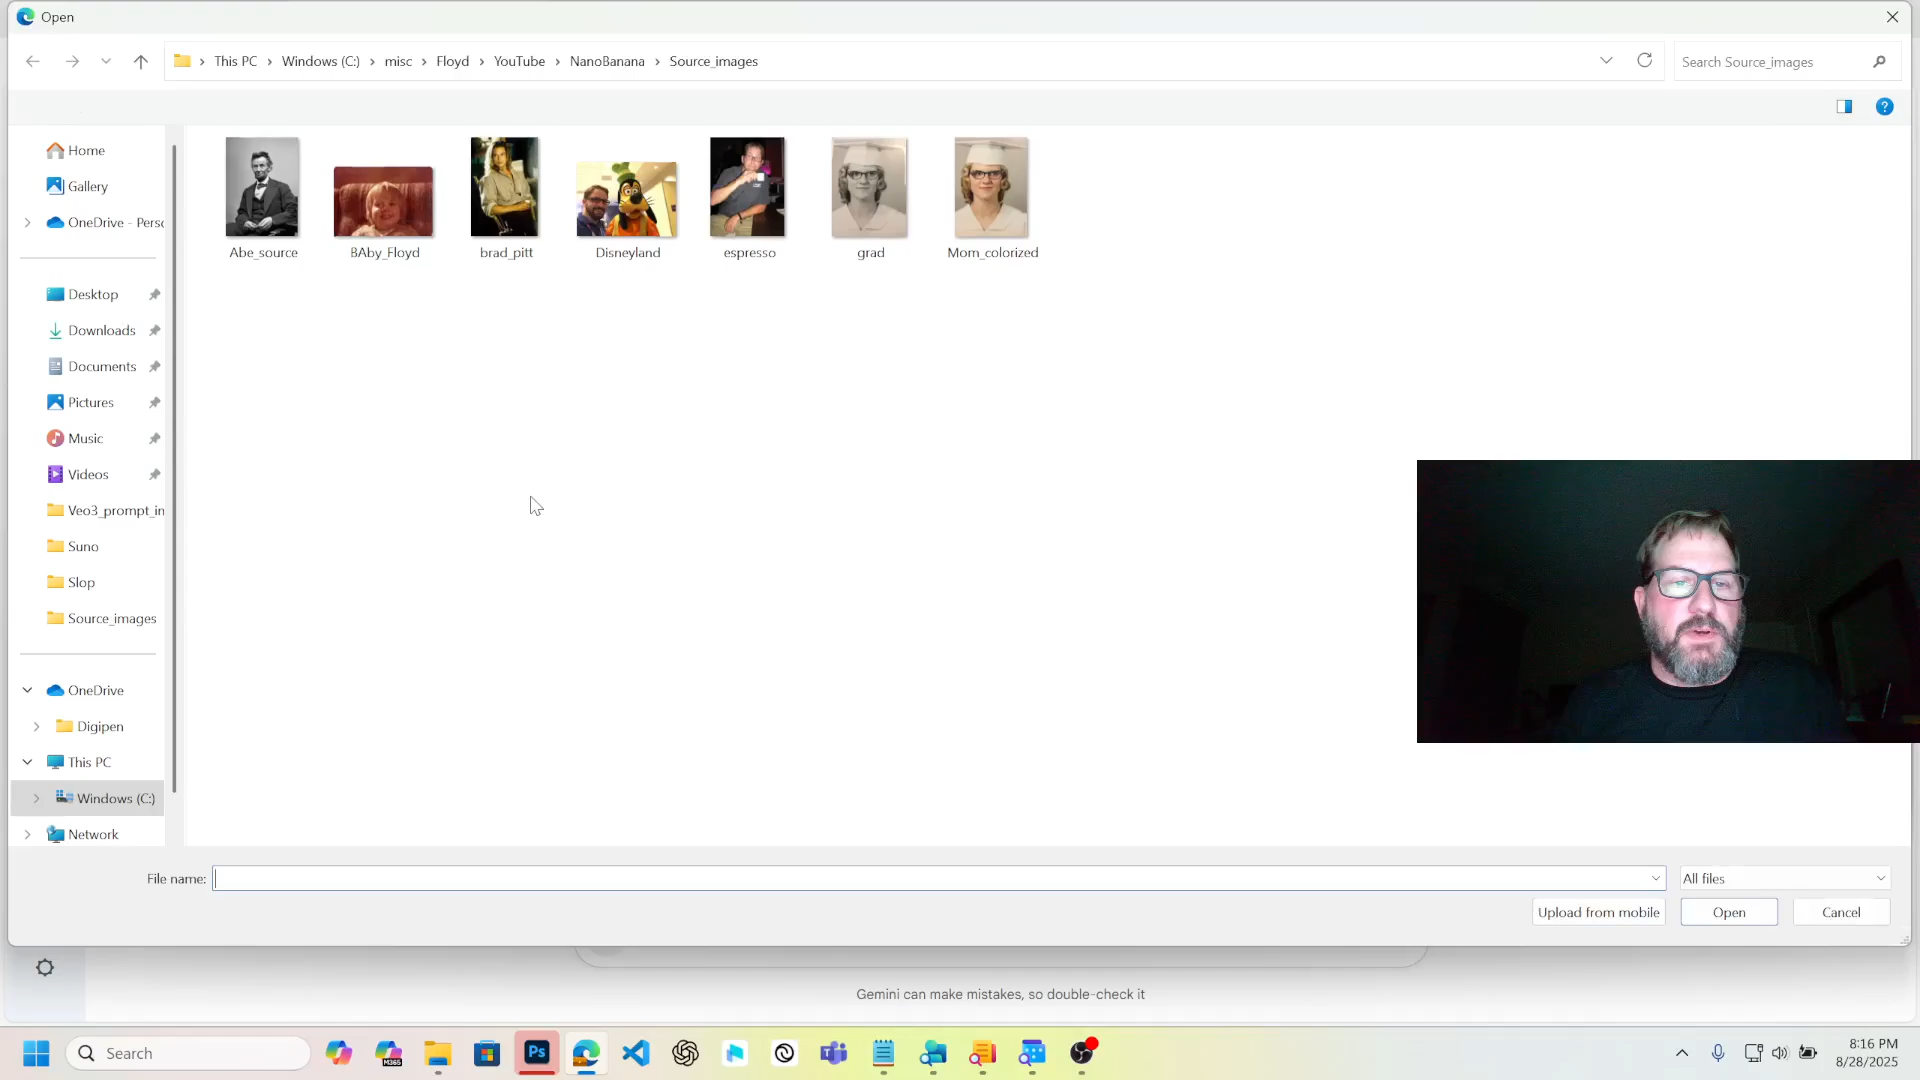 Open
This PC > Windows (C:) > misc > Floyd > YouTube > NanoBanana > Source_images
Search Source_images
Home
Gallery
OneDrive - Perso
Desktop
Downloads
Documents
Pictures
Music
Videos
Veo3_prompt_in
Suno
Slop
Source_images
OneDrive
Digipen
This PC
Windows (C:)
Network
Abe_source
BAby_Floyd
brad_pitt
Disneyland
espresso
grad
Mom_colorized
File name:
All files
Upload from mobile
Open
Cancel
Gemini can make mistakes, so double-check it
Search
M365
Ps
8:16 PM
8/28/2025